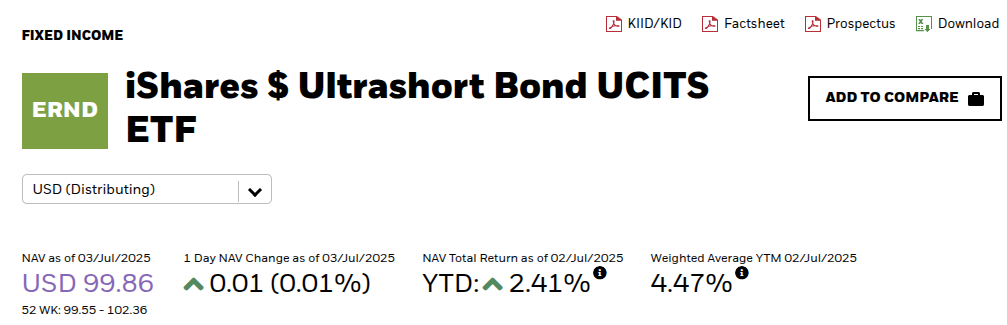 KIID/KID Factsheet Prospectus Download
FIXED INCOME
ERND
iShares $ Ultrashort Bond UCITS
ETF
ADD TO COMPARE
USD (Distributing)
NAV as of 03/Jul/2025 1 Day NAV Change as of 03/Jul/2025 NAV Total Return as of 02/Jul/2025 Weighted Average YTM 02/Jul/2025
USD 99.86 0.01 (0.01%) YTD: 2.41% 4.47%
52 WK: 99.55 - 102.36